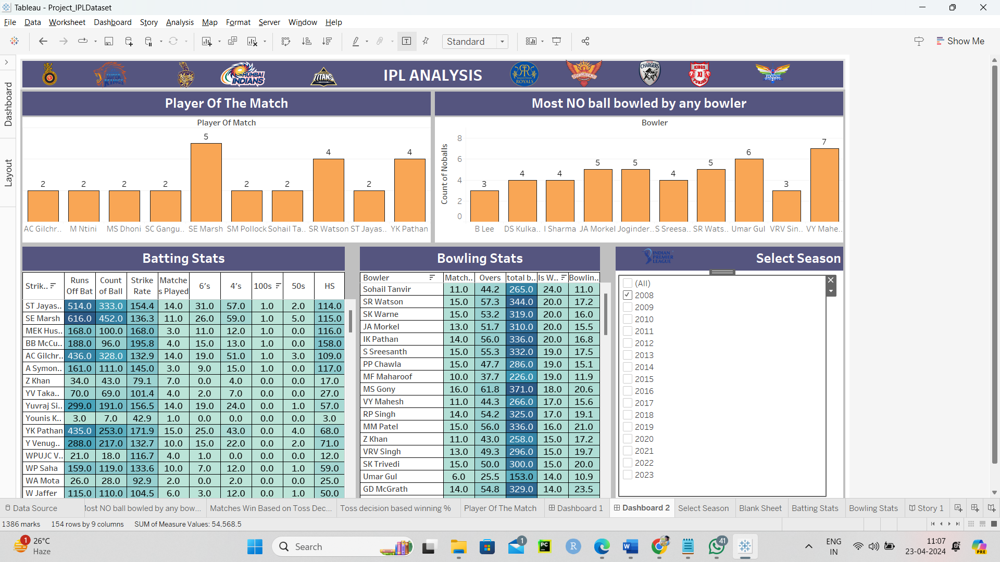 Tableau - Project_IPLDataset
File Data Worksheet Dashboard Story Analysis Map Format Server Window Help
Standard
Show Me
Dashboard
Layout
SUPER KINGS
Knight Riders
MUMBAI INDIANS
TITANS
IPL ANALYSIS
RAJASTHAN ROYALS
SUNRISERS
CHARGERS
KINGS XI PUNJAB
LUCKNOW SUPER GIANTS
Player Of The Match
Most NO ball bowled by any bowler
Player Of Match
5
4
4
2
2
2
2
2
2
2
AC Gilchr.. M Ntini MS Dhoni SC Gangu.. SE Marsh SM Pollock Sohail Ta.. SR Watson ST Jayas.. YK Pathan
Bowler
Count of Noballs
8
6
4
2
0
3 4 4 5 5 4 5 6 3 7
B Lee DS Kulka.. I Sharma JA Morkel Joginder.. S Sreesa.. SR Wats.. Umar Gul VRV Sin.. VY Mahe..
Batting Stats
Strik.. Runs Off Bat Count of Ball Strike Rate Matche s Played 6's 4's 100s 50s HS
ST Jayas.. 514.0 333.0 154.4 14.0 31.0 57.0 1.0 2.0 114.0
SE Marsh 616.0 452.0 136.3 11.0 26.0 59.0 1.0 5.0 115.0
MEK Hus.. 168.0 100.0 168.0 3.0 11.0 12.0 1.0 0.0 116.0
BB McCu.. 188.0 96.0 195.8 4.0 15.0 13.0 1.0 0.0 158.0
AC Gilchr.. 436.0 328.0 132.9 14.0 19.0 51.0 1.0 3.0 109.0
A Symon.. 161.0 111.0 145.0 3.0 9.0 15.0 1.0 0.0 117.0
Z Khan 34.0 43.0 79.1 7.0 0.0 4.0 0.0 0.0 17.0
YV Taka.. 70.0 69.0 101.4 4.0 2.0 7.0 0.0 0.0 27.0
Yuvraj Si.. 299.0 191.0 156.5 14.0 19.0 24.0 0.0 1.0 57.0
Younis K.. 3.0 7.0 42.9 1.0 0.0 0.0 0.0 0.0 3.0
YK Pathan 435.0 253.0 171.9 15.0 25.0 43.0 0.0 4.0 68.0
Y Venug.. 288.0 217.0 132.7 10.0 15.0 22.0 0.0 2.0 71.0
WPUJC V.. 21.0 18.0 116.7 4.0 1.0 0.0 0.0 0.0 12.0
WP Saha 159.0 119.0 133.6 10.0 7.0 12.0 0.0 1.0 59.0
WA Mota 26.0 28.0 92.9 2.0 0.0 2.0 0.0 0.0 25.0
W Jaffer 115.0 110.0 104.5 6.0 3.0 12.0 0.0 1.0 50.0
Bowling Stats
Bowler Match.. Overs total b.. Is W.. Bowlin..
Sohail Tanvir 11.0 44.2 265.0 24.0 11.0
SR Watson 15.0 57.3 344.0 20.0 17.2
SK Warne 15.0 53.2 319.0 20.0 16.0
JA Morkel 13.0 51.7 310.0 20.0 15.5
IK Pathan 14.0 56.0 336.0 20.0 16.8
S Sreesanth 15.0 55.3 332.0 19.0 17.5
PP Chawla 15.0 47.7 286.0 19.0 15.1
MF Maharoof 10.0 37.7 226.0 19.0 11.9
MS Gony 16.0 61.8 371.0 18.0 20.6
VY Mahesh 11.0 44.3 266.0 17.0 15.6
RP Singh 14.0 54.2 325.0 17.0 19.1
MM Patel 15.0 56.0 336.0 16.0 21.0
Z Khan 11.0 43.0 258.0 15.0 17.2
VRV Singh 13.0 49.3 296.0 15.0 19.7
SK Trivedi 15.0 50.0 300.0 15.0 20.0
Umar Gul 6.0 25.5 153.0 14.0 10.9
GD McGrath 14.0 54.8 329.0 14.0 23.5
INDIAN PREMIER LEAGUE
Select Season
(All)
2008
2009
2010
2011
2012
2013
2014
2015
2016
2017
2018
2019
2020
2021
2022
2023
Data Source lost NO ball bowled by any bow... Matches Win Based on Toss Dec... Toss decision based winning % Player Of The Match Dashboard 1 Dashboard 2 Select Season Blank Sheet Batting Stats Bowling Stats Story 1
1386 marks 154 rows by 9 columns SUM of Measure Values: 54,568.5
1
26°C
Haze
Search
1
PC
R
W
41
ENG
IN
11:07
23-04-2024
PRE